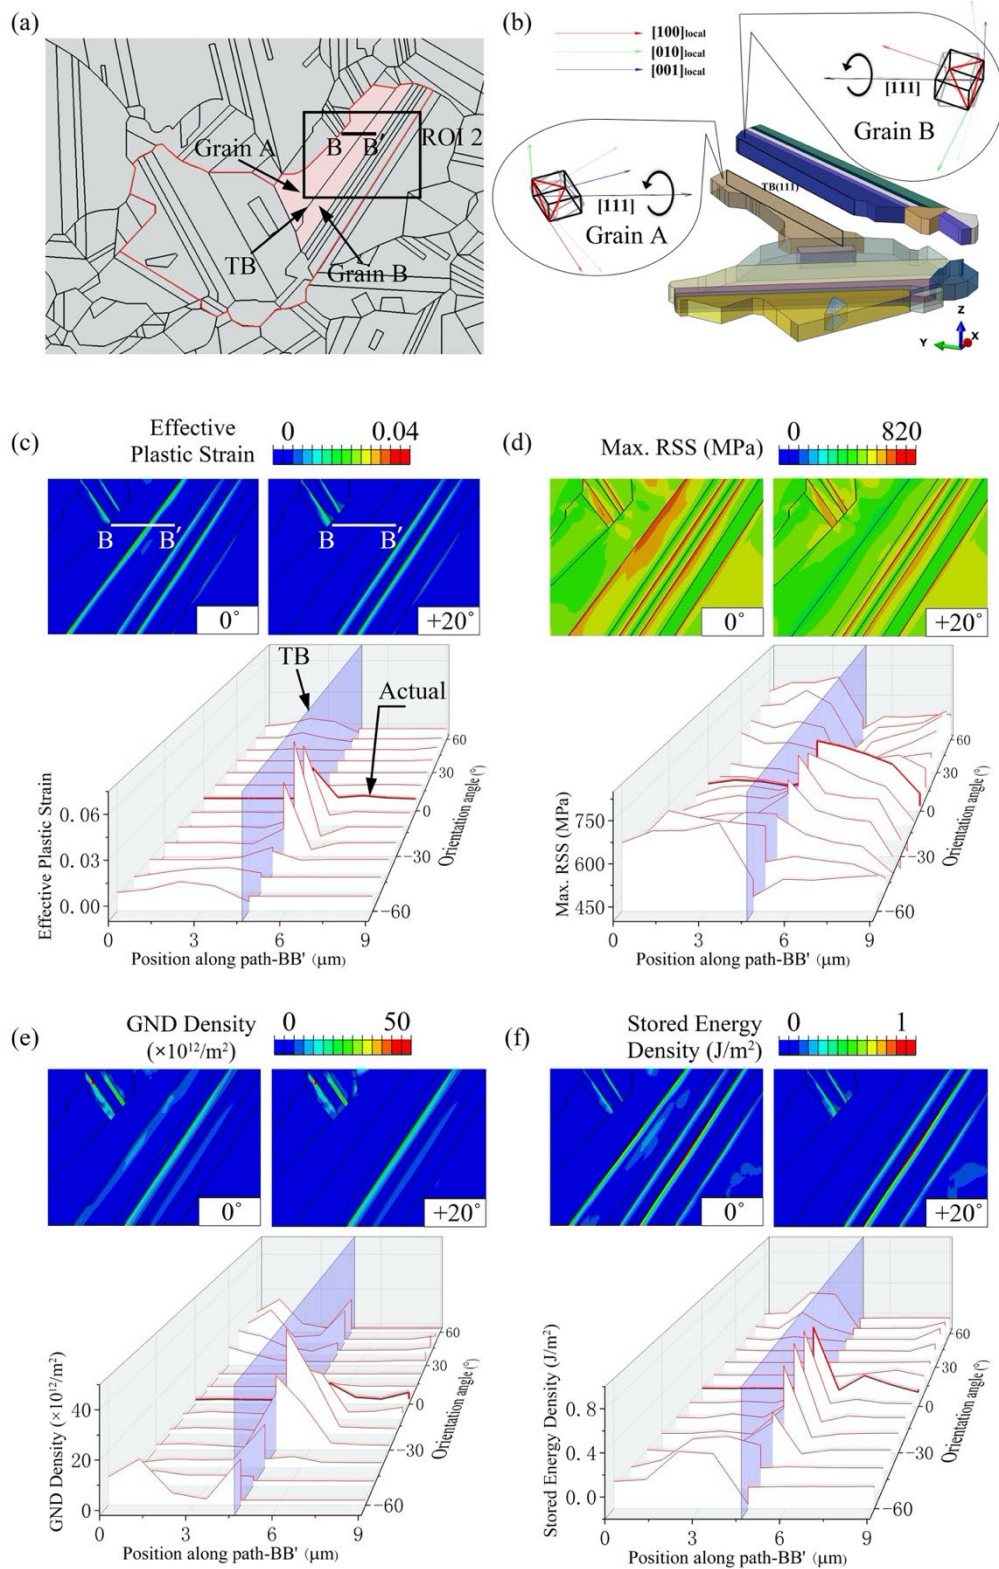 (a)
Grain A
B
B′
ROI 2
TB
Grain B
(b)
[100]local
[010]local
[001]local
[111]
Grain B
[111]
Grain A
TB(111)
Z
Y
X
(c)
Effective
Plastic Strain
0
0.04
B
B′
0°
B
B′
+20°
TB
Actual
Effective Plastic Strain
0.06
0.03
0.00
0
3
6
9
Position along path-BB' (μm)
60
30
0
−30
−60
Orientation angle (°)
(d)
Max. RSS (MPa)
0
820
0°
+20°
Max. RSS (MPa)
750
600
450
0
3
6
9
Position along path-BB' (μm)
60
30
0
−30
−60
Orientation angle (°)
(e)
GND Density
(×10¹²/m²)
0
50
0°
+20°
GND Density (×10¹²/m²)
40
20
0
0
3
6
9
Position along path-BB' (μm)
60
30
0
−30
−60
Orientation angle (°)
(f)
Stored Energy
Density (J/m²)
0
1
0°
+20°
Stored Energy Density (J/m²)
0.8
0.4
0.0
0
3
6
9
Position along path-BB' (μm)
60
30
0
−30
−60
Orientation angle (°)